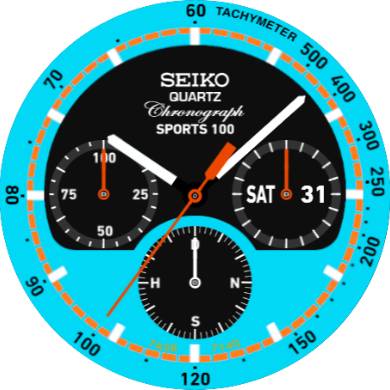 60
TACHYMETER
500
400
300
250
200
150
120
100
90
80
70
SEIKO
QUARTZ
Chronograph
SPORTS 100
100
75 25
50
SAT 31
D
H N
S